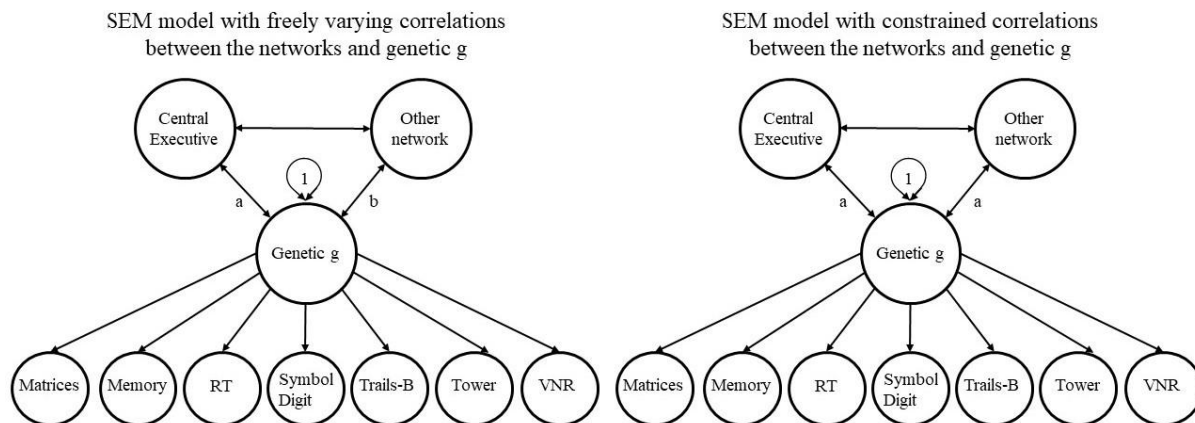 SEM model with freely varying correlations
between the networks and genetic g
Central
Executive
Other
network
1
a
b
Genetic g
Matrices
Memory
RT
Symbol
Digit
Trails-B
Tower
VNR
SEM model with constrained correlations
between the networks and genetic g
Central
Executive
Other
network
1
a
a
Genetic g
Matrices
Memory
RT
Symbol
Digit
Trails-B
Tower
VNR